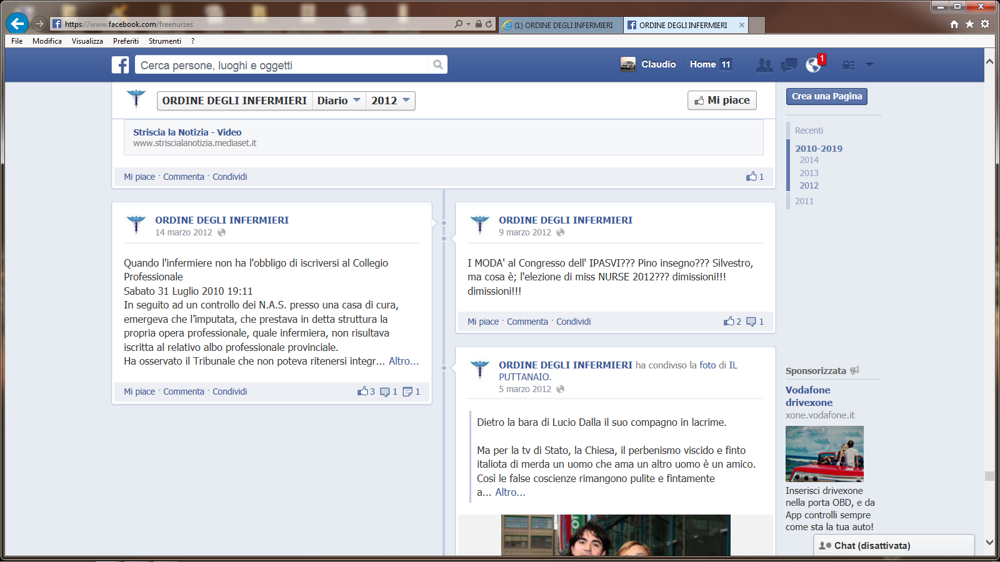 https://www.facebook.com/freenurses
(1) ORDINE DEGLI INFERMIERI
ORDINE DEGLI INFERMIERI
File Modifica Visualizza Preferiti Strumenti ?
Cerca persone, luoghi e oggetti
Claudio Home 11
1
ORDINE DEGLI INFERMIERI Diario 2012
Mi piace
Crea una Pagina
Striscia la Notizia - Video
www.striscialanotizia.mediaset.it
Mi piace · Commenta · Condividi
1
Recenti
2010-2019
2014
2013
2012
2011
ORDINE DEGLI INFERMIERI
14 marzo 2012
Quando l'infermiere non ha l'obbligo di iscriversi al Collegio
Professionale
Sabato 31 Luglio 2010 19:11
In seguito ad un controllo dei N.A.S. presso una casa di cura,
emergeva che l’imputata, che prestava in detta struttura la
propria opera professionale, quale infermiera, non risultava
iscritta al relativo albo professionale provinciale.
Ha osservato il Tribunale che non poteva ritenersi integr... Altro...
Mi piace · Commenta · Condividi
3 1 1
ORDINE DEGLI INFERMIERI
9 marzo 2012
I MODA' al Congresso dell' IPASVI??? Pino insegno??? Silvestro,
ma cosa è; l'elezione di miss NURSE 2012??? dimissioni!!!
dimissioni!!!
Mi piace · Commenta · Condividi
2 1
ORDINE DEGLI INFERMIERI ha condiviso la foto di IL
PUTTANAIO.
5 marzo 2012
Dietro la bara di Lucio Dalla il suo compagno in lacrime.
Ma per la tv di Stato, la Chiesa, il perbenismo viscido e finto
italiota di merda un uomo che ama un altro uomo è un amico.
Così le false coscienze rimangono pulite e fintamente
a... Altro...
Sponsorizzata
Vodafone
drivexone
xone.vodafone.it
Inserisci drivexone
nella porta OBD, e da
App controlli sempre
come sta la tua auto!
Chat (disattivata)